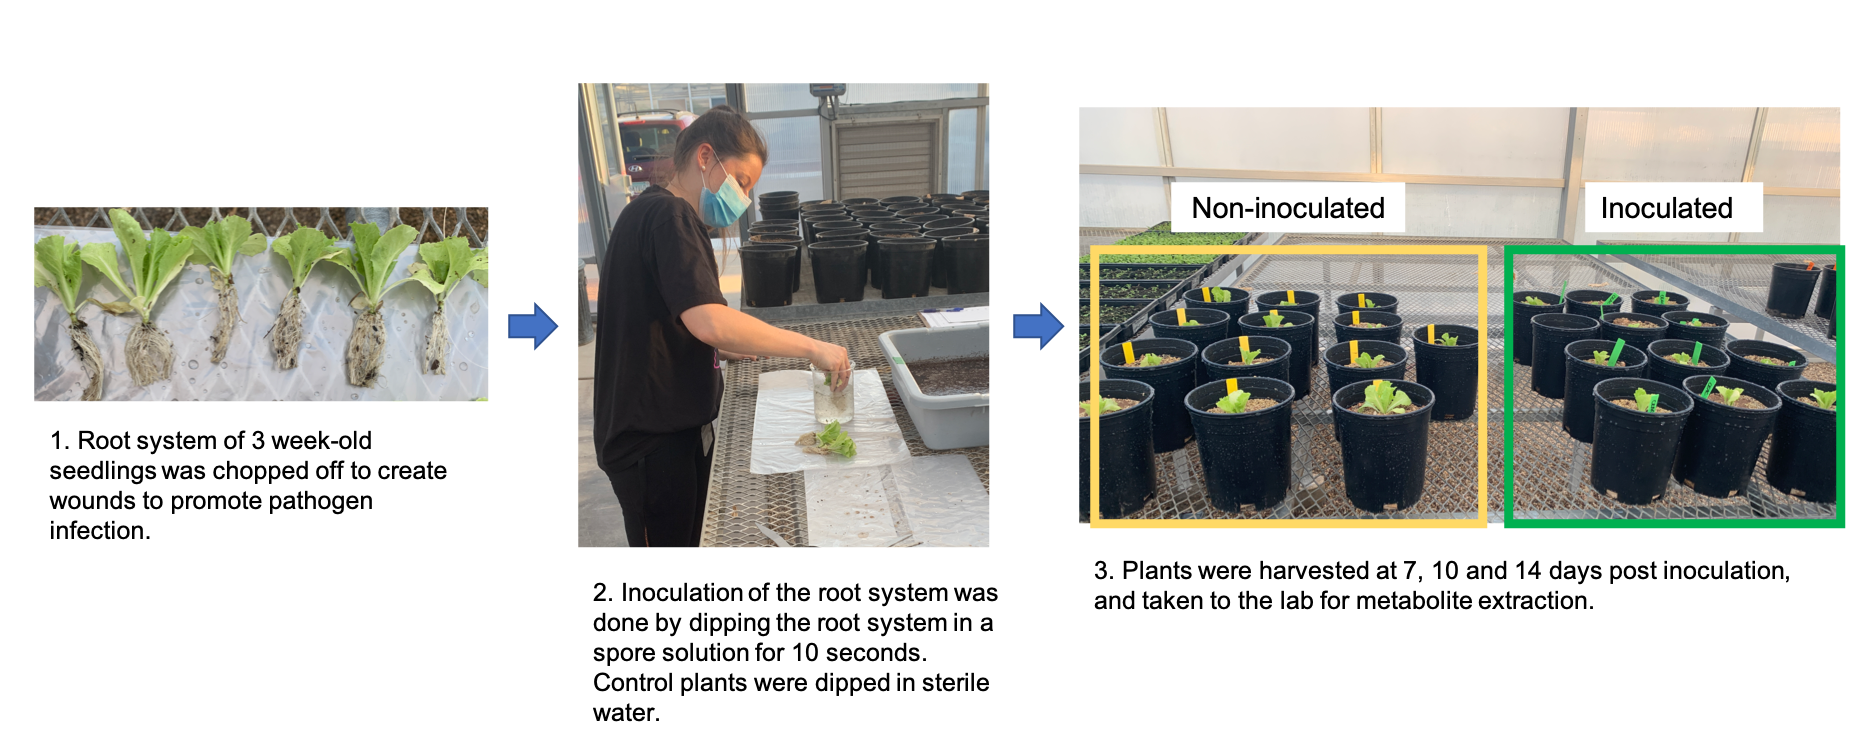 Non-inoculated
Inoculated
1. Root system of 3 week-old
seedlings was chopped off to create
wounds to promote pathogen
infection.
2. Inoculation of the root system was
done by dipping the root system in a
spore solution for 10 seconds.
Control plants were dipped in sterile
water.
3. Plants were harvested at 7, 10 and 14 days post inoculation,
and taken to the lab for metabolite extraction.